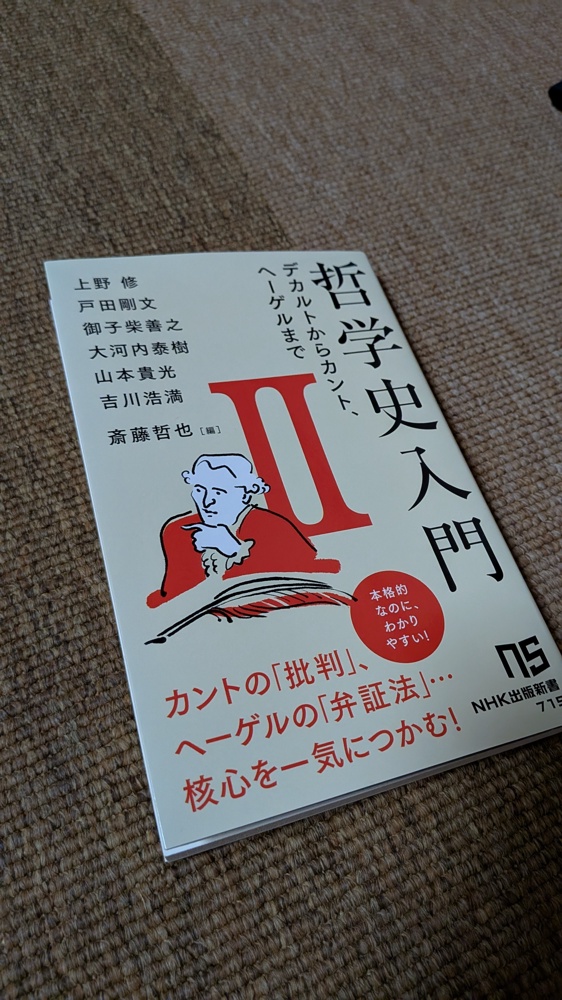 哲学史入門
II
デカルトからカント、
ヘーゲルまで
上野 修
戸田剛文
御子柴善之
大河内泰樹
山本貴光
吉川浩満
斎藤哲也［編］
本格的
なのに、
わかり
やすい！
カントの「批判」、
ヘーゲルの「弁証法」…
核心を一気につかむ！
ns
NHK出版新書
715